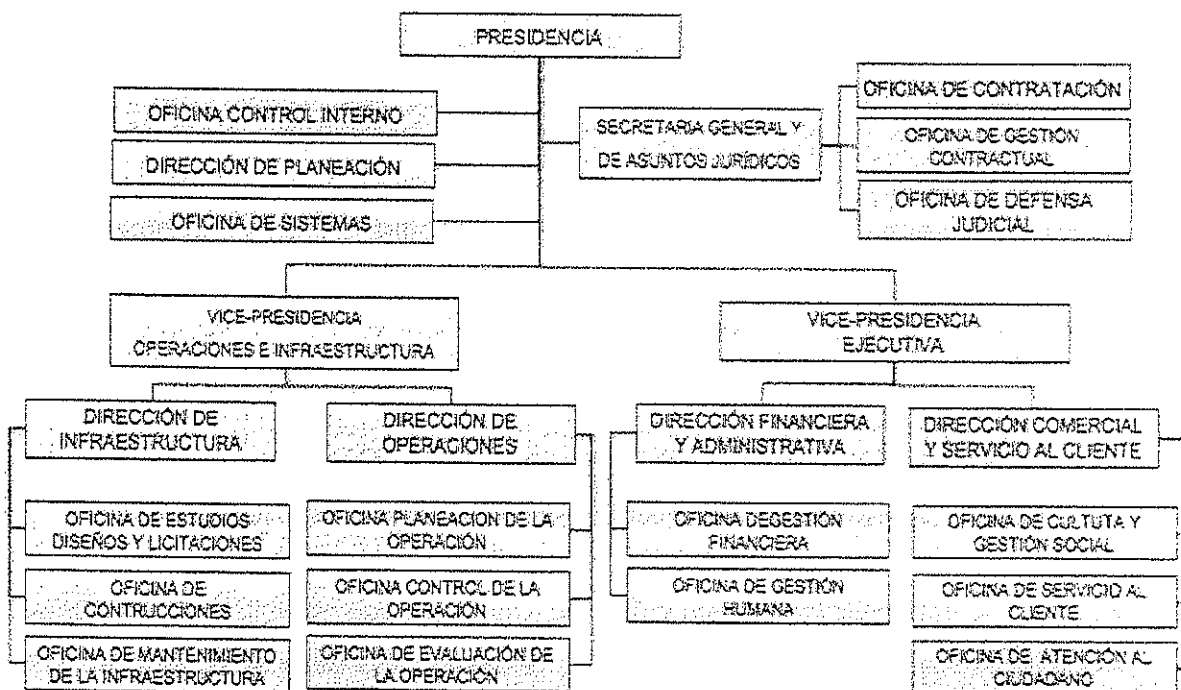 PRESIDENCIA
OFICINA CONTROL INTERNO
DIRECCIÓN DE PLANEACIÓN
OFICINA DE SISTEMAS
SECRETARIA GENERAL Y
DE ASUNTOS JURÍDICOS
OFICINA DE CONTRATACIÓN
OFICINA DE GESTIÓN
CONTRACTUAL
OFICINA DE DEFENSA
JUDICIAL
VICE-PRESIDENCIA
OPERACIONES E INFRAESTRUCTURA
VICE-PRESIDENCIA
EJECUTIVA
DIRECCIÓN DE
INFRAESTRUCTURA
DIRECCIÓN DE
OPERACIONES
DIRECCIÓN FINANCIERA
Y ADMINISTRATIVA
DIRECCIÓN COMERCIAL
Y SERVICIO AL CLIENTE
OFICINA DE ESTUDIOS
DISEÑOS Y LICITACIONES
OFICINA DE
CONTRUCCIONES
OFICINA DE MANTENIMIENTO
DE LA INFRAESTRUCTURA
OFICINA PLANEACION DE LA
OPERACIÓN
OFICINA CONTROL DE LA
OPERACIÓN
OFICINA DE EVALUACIÓN DE
LA OPERACIÓN
OFICINA DEGESTIÓN
FINANCIERA
OFICINA DE GESTIÓN
HUMANA
OFICINA DE CULTUTA Y
GESTIÓN SOCIAL
OFICINA DE SERVICIO AL
CLIENTE
OFICINA DE ATENCIÓN AL
CIUDADANO